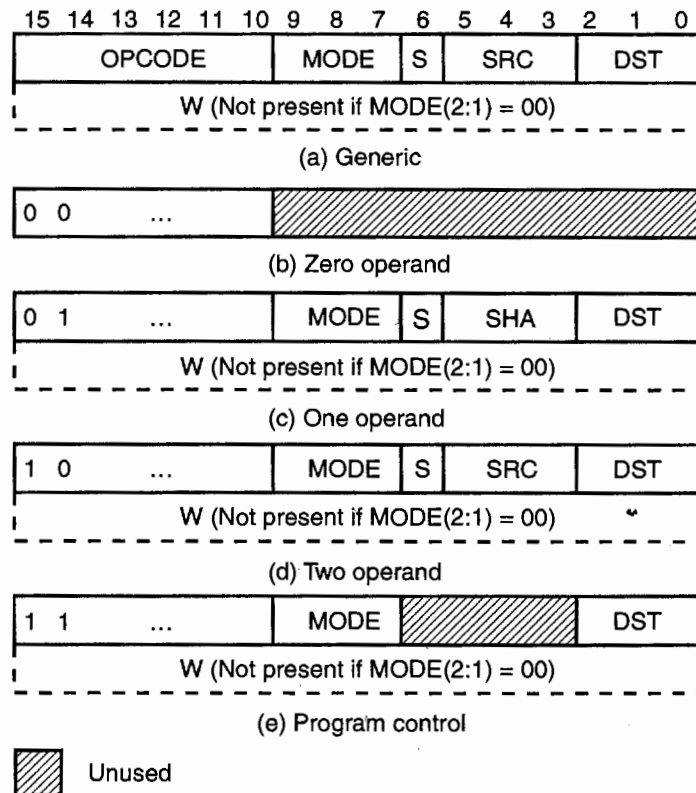 15 14 13 12 11 10 9 8 7 6 5 4 3 2 1 0
OPCODE MODE S SRC DST
W (Not present if MODE(2:1) = 00)
(a) Generic
0 0 ...
(b) Zero operand
0 1 ... MODE S SHA DST
W (Not present if MODE(2:1) = 00)
(c) One operand
1 0 ... MODE S SRC DST
W (Not present if MODE(2:1) = 00)
(d) Two operand
1 1 ... MODE DST
W (Not present if MODE(2:1) = 00)
(e) Program control
Unused